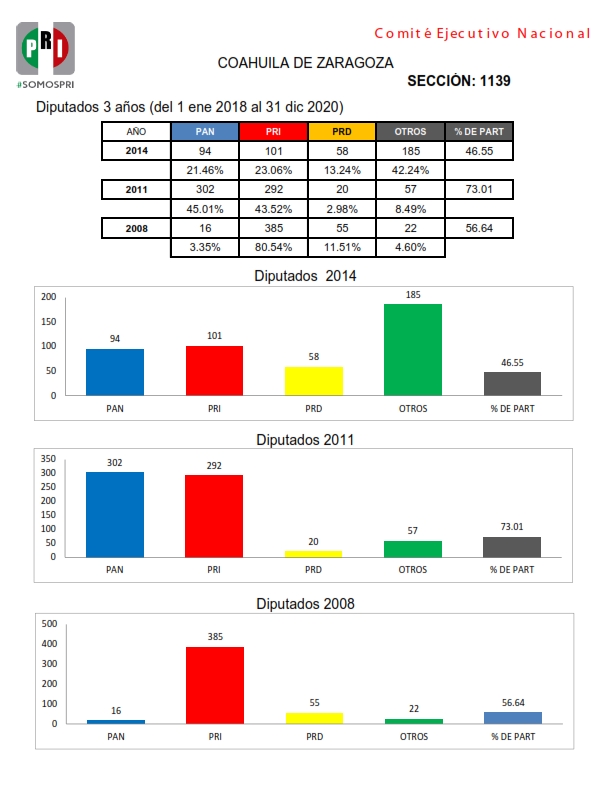 PRI
#SOMOSPRI
Comité Ejecutivo Nacional
COAHUILA DE ZARAGOZA
SECCIÓN: 1139
Diputados 3 años (del 1 ene 2018 al 31 dic 2020)
AÑO PAN PRI PRD OTROS % DE PART
2014 94 101 58 185 46.55
21.46% 23.06% 13.24% 42.24%
2011 302 292 20 57 73.01
45.01% 43.52% 2.98% 8.49%
2008 16 385 55 22 56.64
3.35% 80.54% 11.51% 4.60%
Diputados 2014
200
150
100
50
0
94 101 58 185 46.55
PAN PRI PRD OTROS % DE PART
Diputados 2011
350
300
250
200
150
100
50
0
302 292 20 57 73.01
PAN PRI PRD OTROS % DE PART
Diputados 2008
500
400
300
200
100
0
16 385 55 22 56.64
PAN PRI PRD OTROS % DE PART